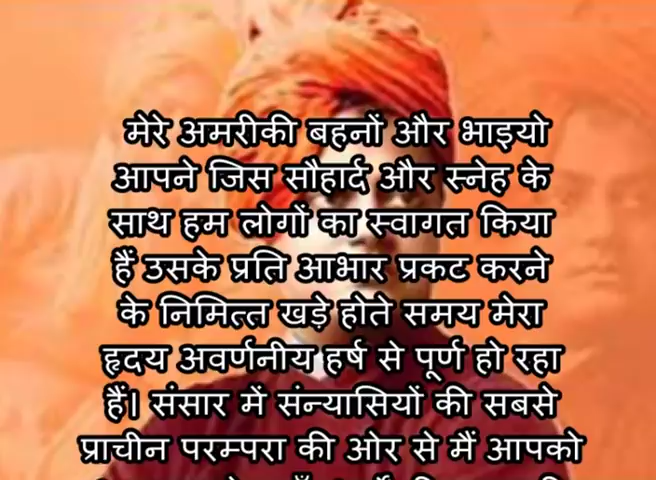 मेरे अमरीकी बहनों और भाइयो
आपने जिस सौहार्द और स्नेह के
साथ हम लोगों का स्वागत किया
हैं उसके प्रति आभार प्रकट करने
के निमित्त खड़े होते समय मेरा
हृदय अवर्णनीय हर्ष से पूर्ण हो रहा
हैं। संसार में संन्यासियों की सबसे
प्राचीन परम्परा की ओर से मैं आपको